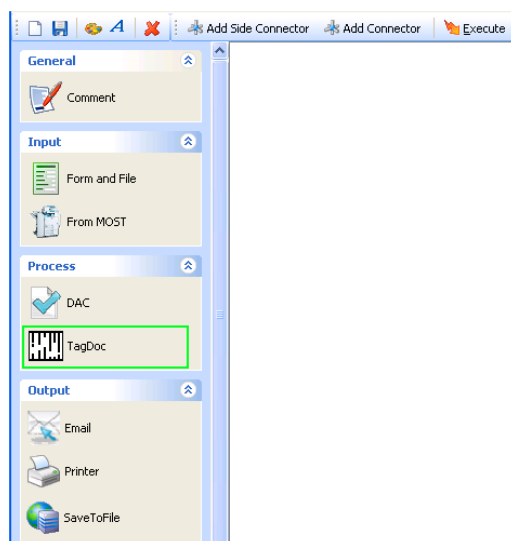 A Add Side Connector Add Connector Execute
General
Comment
Input
Form and File
From MOST
Process
DAC
TagDoc
Output
Email
Printer
SaveToFile